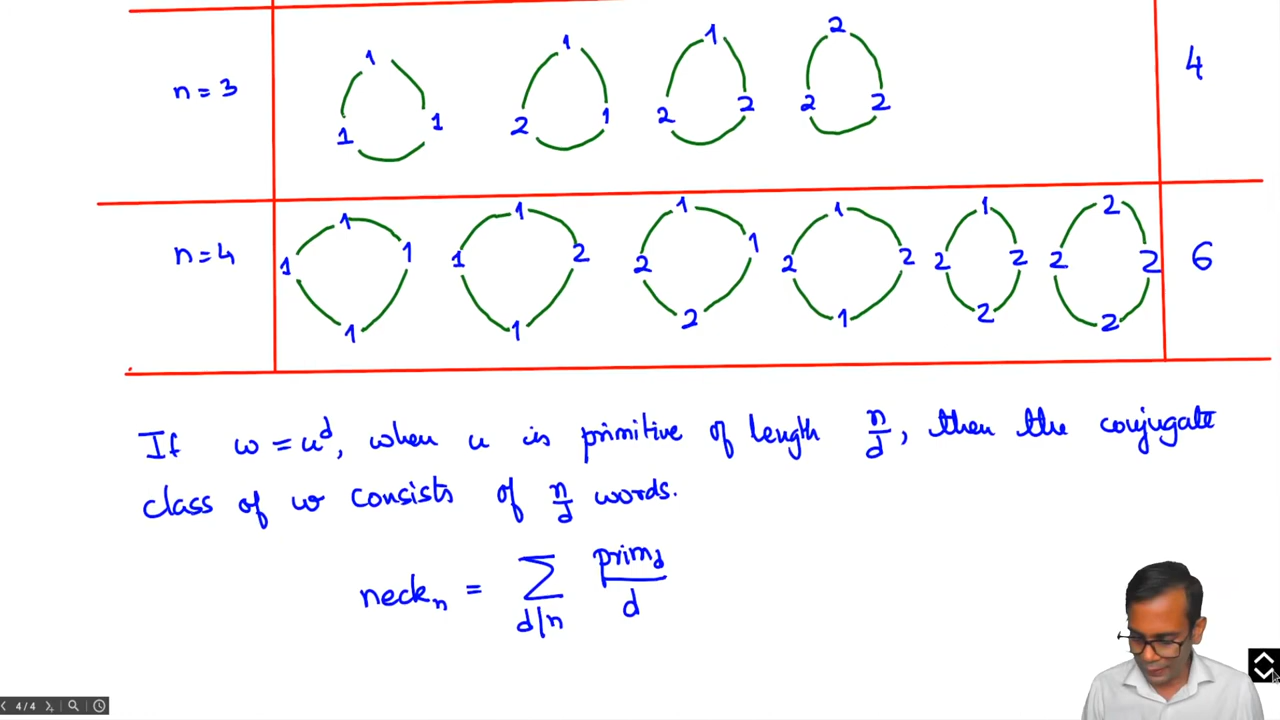 n = 3 1 1 1 1 2 1 1 2 2 2 2 2 4
n = 4 1 1 1 1 1 1 2 1 1 2 1 2 1 2 2 1 1 2 2 2 2 2 2 2 6
If w = u^d, when u is primitive of length n/d, then the conjugate
class of w consists of n/d words.
neck_n = ∑_{d|n} prim_d/d
4/4